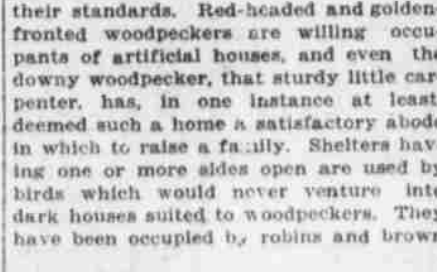 their standards. Red-headed and golden-
fronted woodpeckers are willing occu
pants of artificial houses, and even the
downy woodpecker, that sturdy little car
penter, has, in one instance at least
deemed such a home a satisfactory abode
in which to raise a family. Shelters hav
ing one or more sides open are used by
birds which would never venture into
dark houses suited to woodpeckers. They
have been occupied by robins and brown